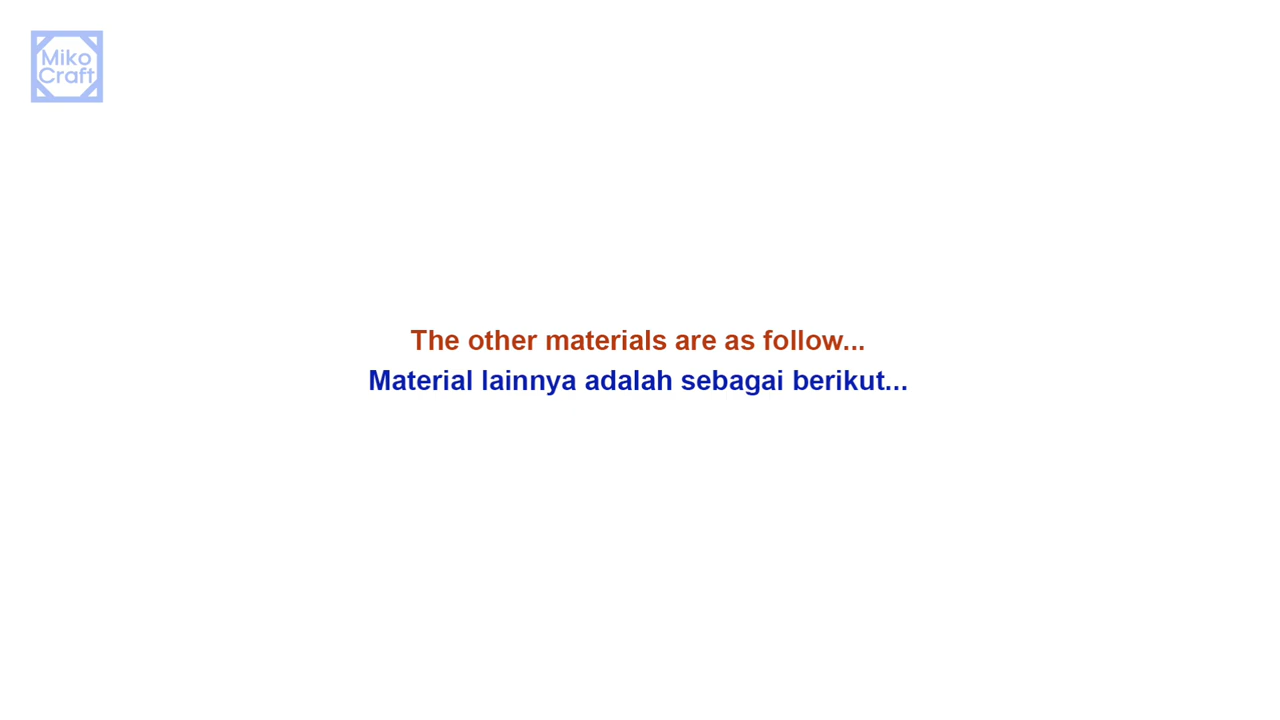 Miko
Craft
The other materials are as follow...
Material lainnya adalah sebagai berikut...